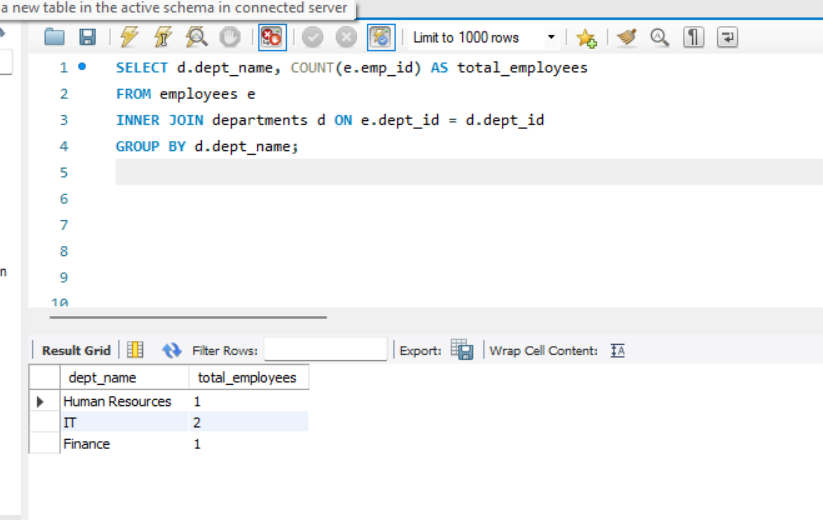 a new table in the active schema in connected server
Limit to 1000 rows
1 SELECT d.dept_name, COUNT(e.emp_id) AS total_employees
2 FROM employees e
3 INNER JOIN departments d ON e.dept_id = d.dept_id
4 GROUP BY d.dept_name;
5
6
7
8
n
9
10
Result Grid Filter Rows: Export: Wrap Cell Content:
dept_name total_employees
Human Resources 1
IT 2
Finance 1